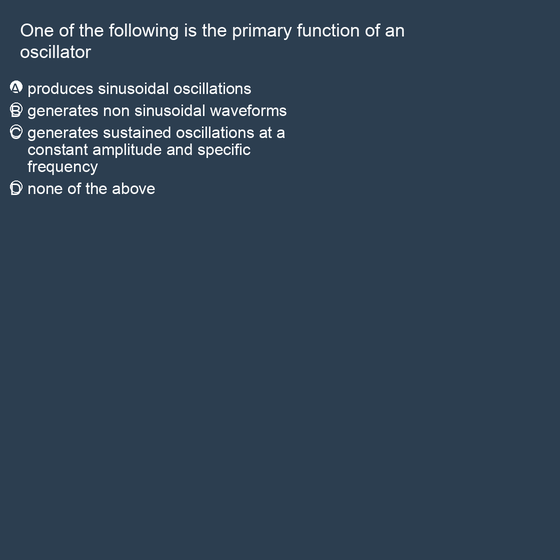 One of the following is the primary function of an
oscillator
A produces sinusoidal oscillations
B generates non sinusoidal waveforms
C generates sustained oscillations at a
constant amplitude and specific
frequency
D none of the above